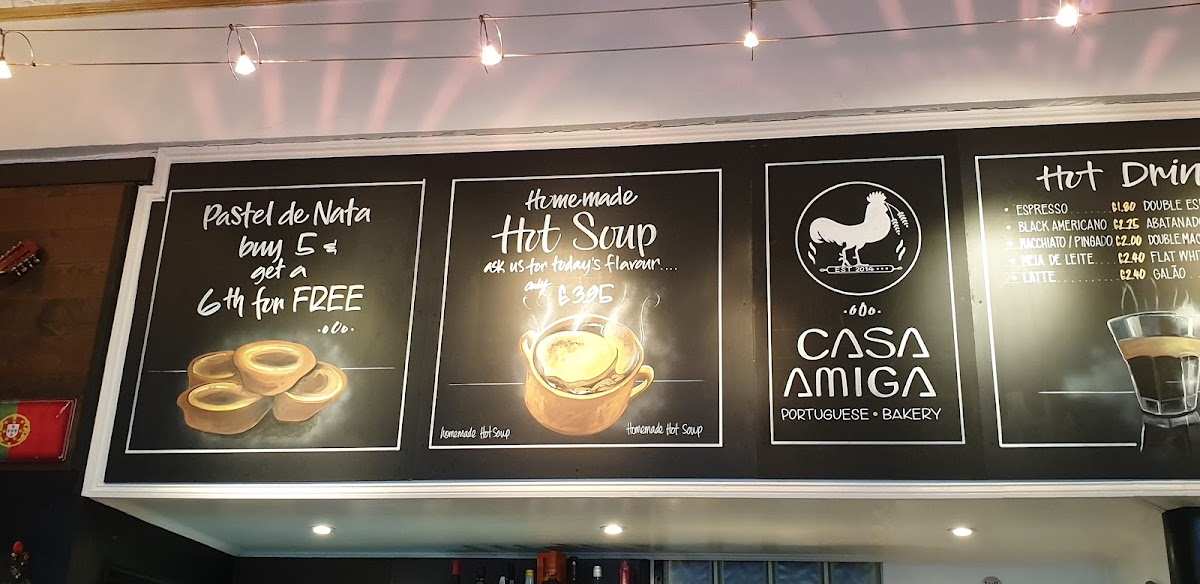 Pastel de Nata
buy 5 &
get a
6th for FREE
Homemade
Hot Soup
ask us for today's flavour....
only £3.95
homemade Hot Soup
Homemade Hot Soup
EST 2014
CASA
AMIGA
PORTUGUESE • BAKERY
Hot Drin
• ESPRESSO.......£1.80 DOUBLE ES
• BLACK AMERICANO £2.25 ABATANADO
• MACCHIATO / PINGADO £2.00 DOUBLE MAC
• MEIA DE LEITE....£2.40 FLAT WHIT
• LATTE...........£2.40 GALÃO...